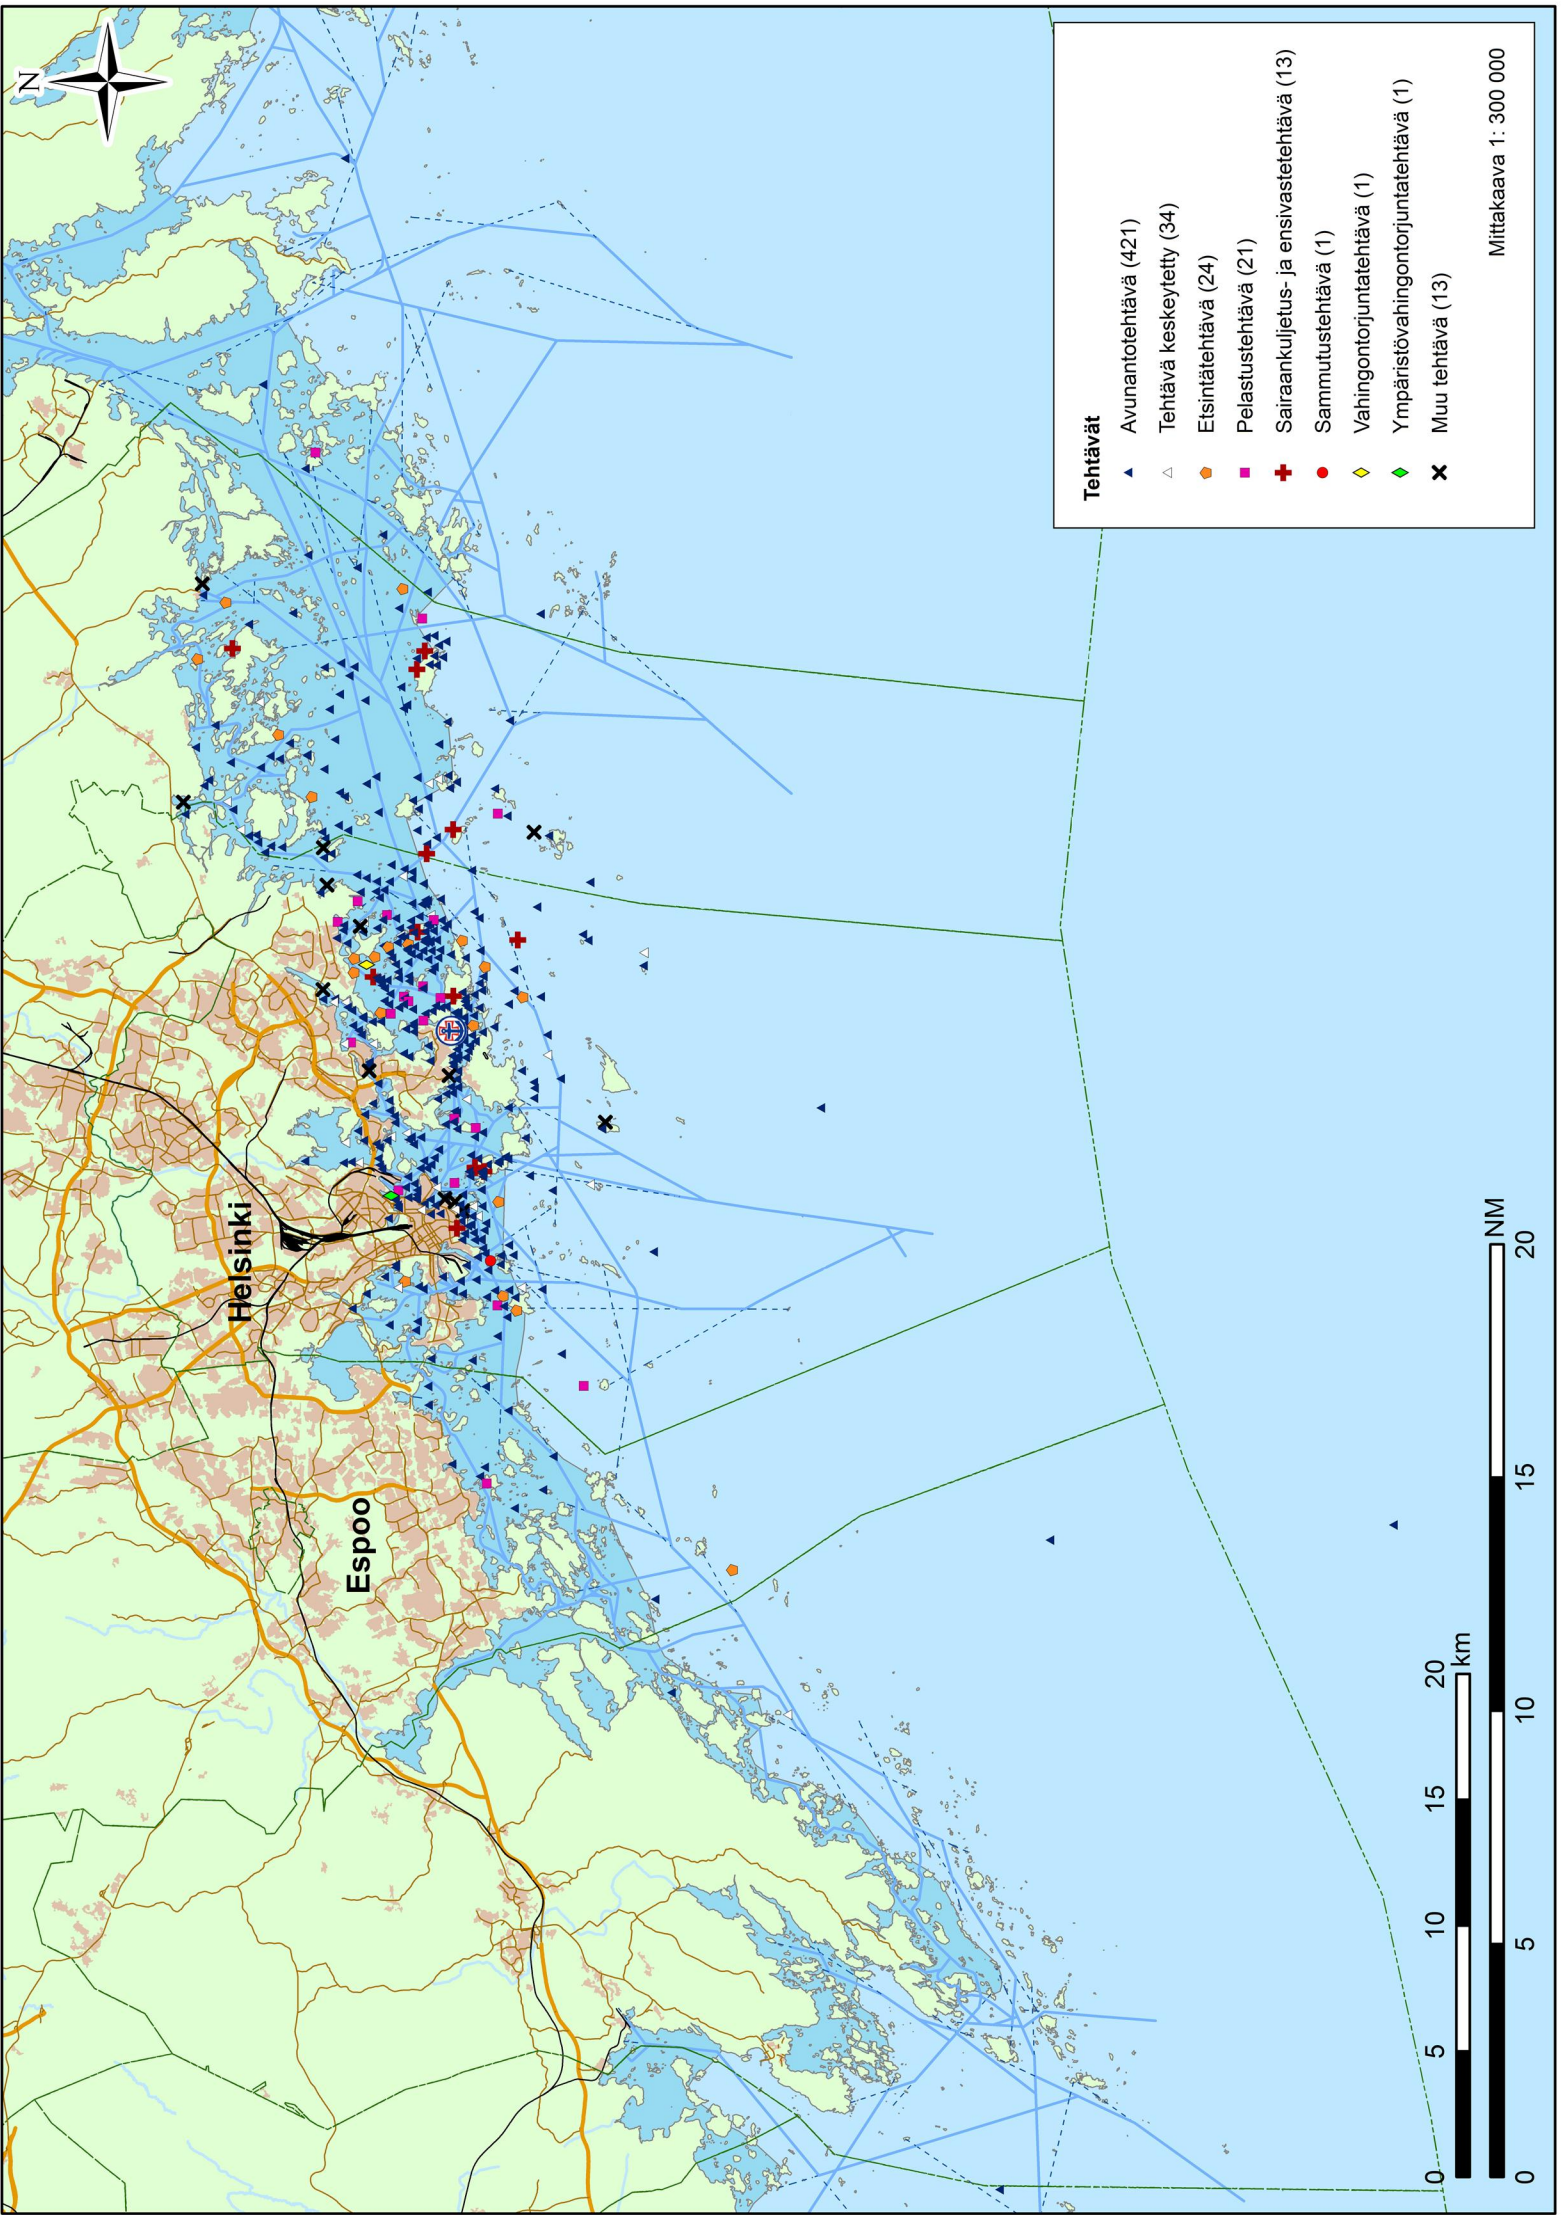 N
Helsinki
Espoo
Tehtävät
Avunantotehtävä (421)
Tehtävä keskeytetty (34)
Etsintätehtävä (24)
Pelastustehtävä (21)
Sairaankuljetus- ja ensivastetehtävä (13)
Sammutustehtävä (1)
Vahingontorjuntatehtävä (1)
Ympäristövahingontorjuntatehtävä (1)
Muu tehtävä (13)
Mittakaava 1: 300 000
0 5 10 15 20
km
NM
0 5 10 15 20